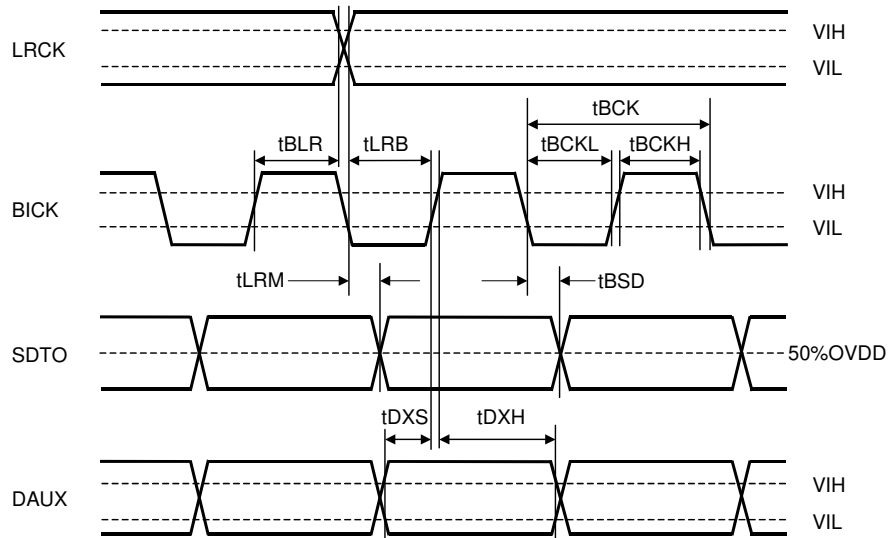 LRCK
VIH
VIL
tBCK
tBLR
tLRB
tBCKL
tBCKH
BICK
VIH
VIL
tLRM
tBSD
SDTO
50%OVDD
tDXS
tDXH
DAUX
VIH
VIL